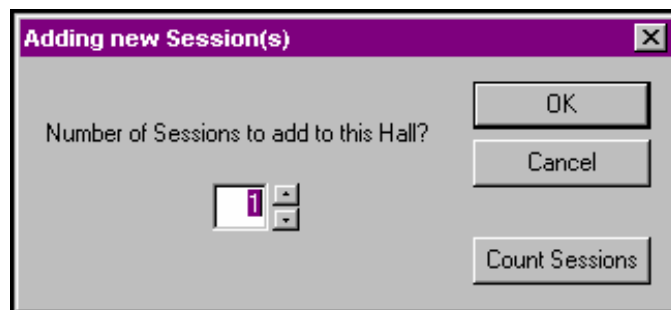 Adding new Session(s)
OK
Number of Sessions to add to this Hall?
Cancel
1
Count Sessions